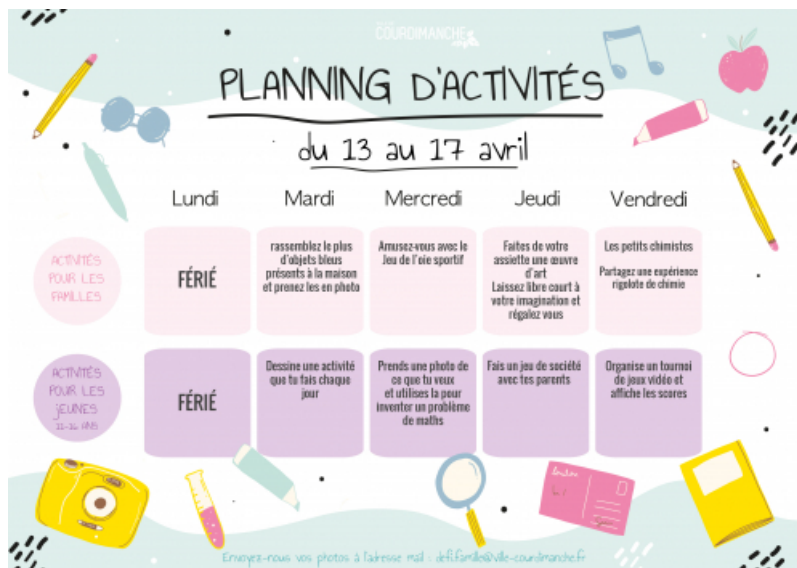 COURDIMANCHE
PLANNING D'ACTIVITÉS
du 13 au 17 avril
Lundi
Mardi
Mercredi
Jeudi
Vendredi
ACTIVITÉS
POUR LES
FAMILLES
FÉRIÉ
rassemblez le plus
d'objets bleus
présents à la maison
et prenez les en photo
Amusez-vous avec le
Jeu de l'oie sportif
Faites de votre
assiette une œuvre
d'art
Laissez libre court à
votre imagination et
régalez vous
Les petits chimistes
Partagez une expérience
rigolote de chimie
ACTIVITÉS
POUR LES
JEUNES
11-14 ANS
FÉRIÉ
Dessine une activité
que tu fais chaque
jour
Prends une photo de
ce que tu veux
et utilises la pour
inventer un problème
de maths
Fais un jeu de société
avec tes parents
Organise un tournoi
de jeux vidéo et
affiche les scores
London
Envoyez-nous vos photos à l'adresse mail : defi.famille@ville-courdimanche.fr